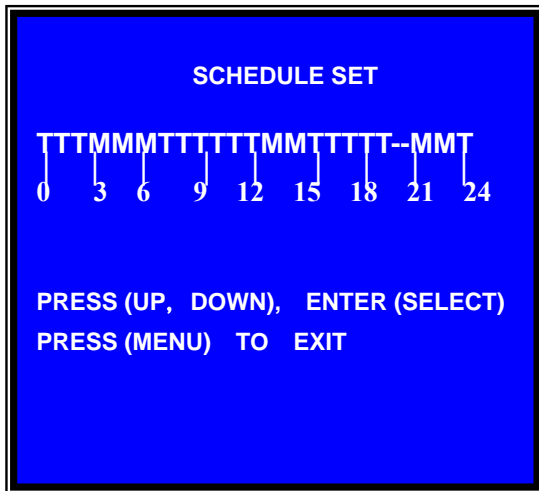 SCHEDULE SET
TTTMMMTTTTTTMMTTTTT--MMT
0 3 6 9 12 15 18 21 24
PRESS (UP, DOWN), ENTER (SELECT)
PRESS (MENU) TO EXIT